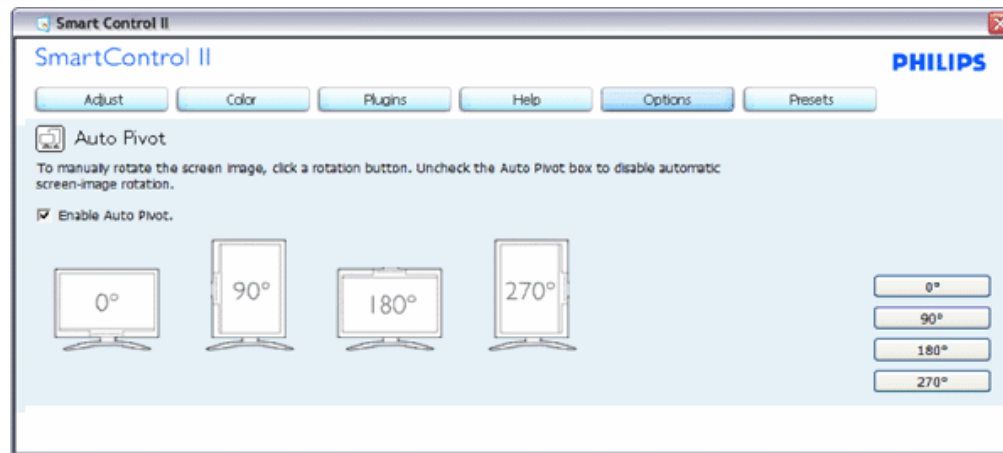 Smart Control II
SmartControl II
PHILIPS
Adjust Color Plugins Help Options Presets
Auto Pivot
To manually rotate the screen image, click a rotation button. Uncheck the Auto Pivot box to disable automatic
screen-image rotation.
Enable Auto Pivot.
0° 90° 180° 270°
0°
90°
180°
270°